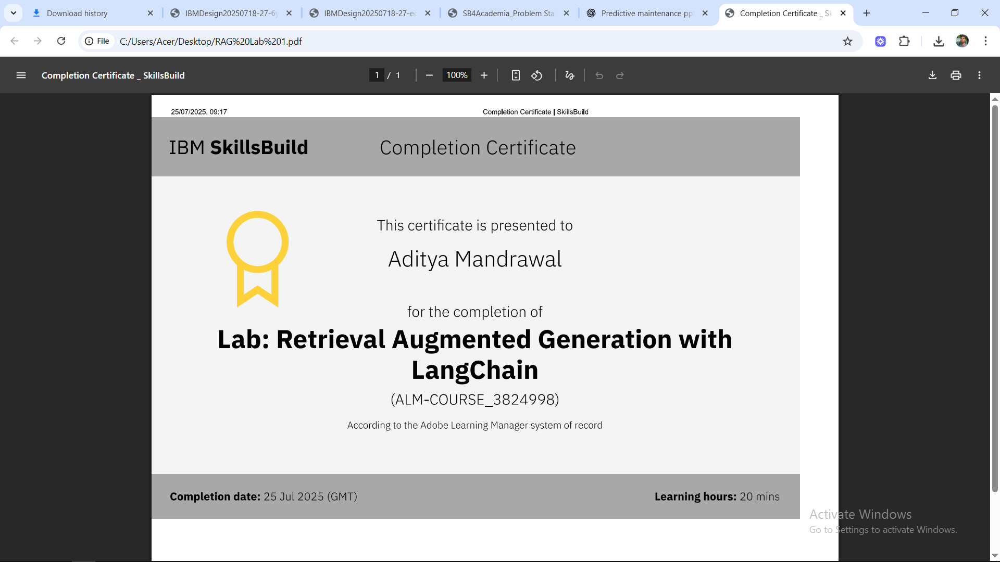 Download history
IBMDesign20250718-27-6
IBMDesign20250718-27-e
SB4Academia_Problem Sta
Predictive maintenance pp
Completion Certificate _ Sk
File
C:/Users/Acer/Desktop/RAG%20Lab%201.pdf
Completion Certificate _ SkillsBuild
1 / 1
100%
25/07/2025, 09:17
Completion Certificate | SkillsBuild
IBM SkillsBuild
Completion Certificate
This certificate is presented to
Aditya Mandrawal
for the completion of
Lab: Retrieval Augmented Generation with
LangChain
(ALM-COURSE_3824998)
According to the Adobe Learning Manager system of record
Completion date: 25 Jul 2025 (GMT)
Learning hours: 20 mins
Activate Windows
Go to Settings to activate Windows.